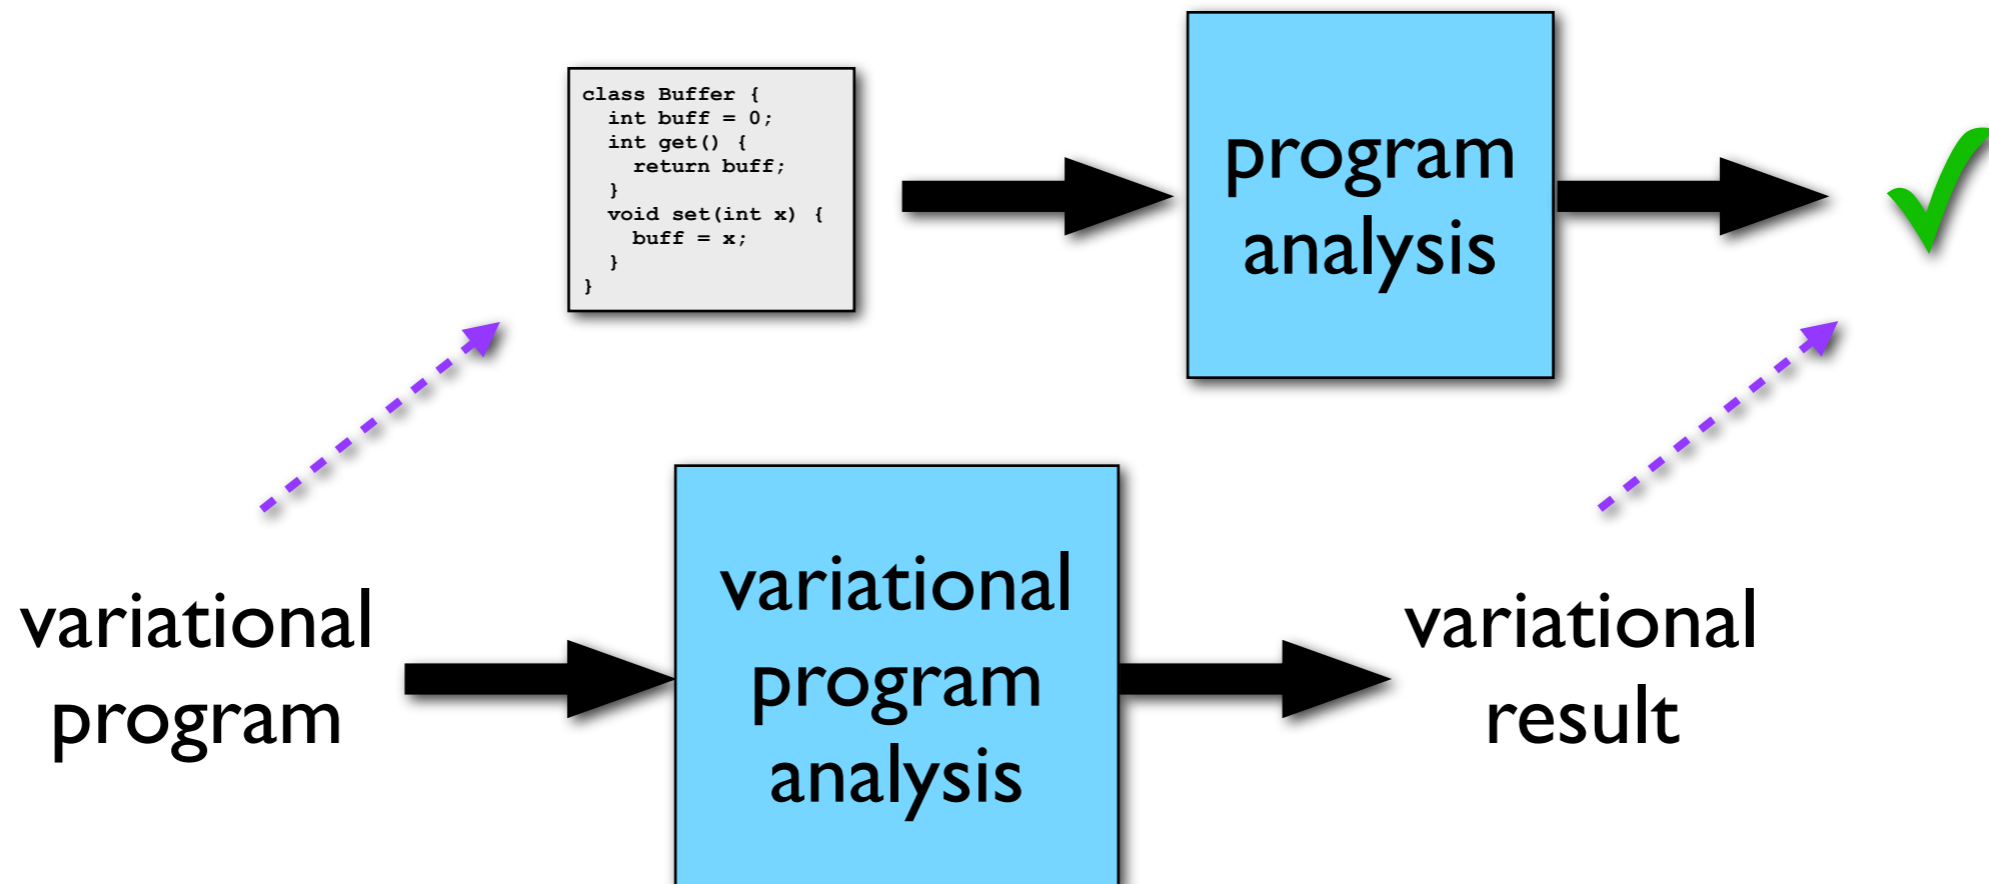 class Buffer {
  int buff = 0;
  int get() {
    return buff;
  }
  void set(int x) {
    buff = x;
  }
}
program
analysis
variational
program
variational
program
analysis
variational
result